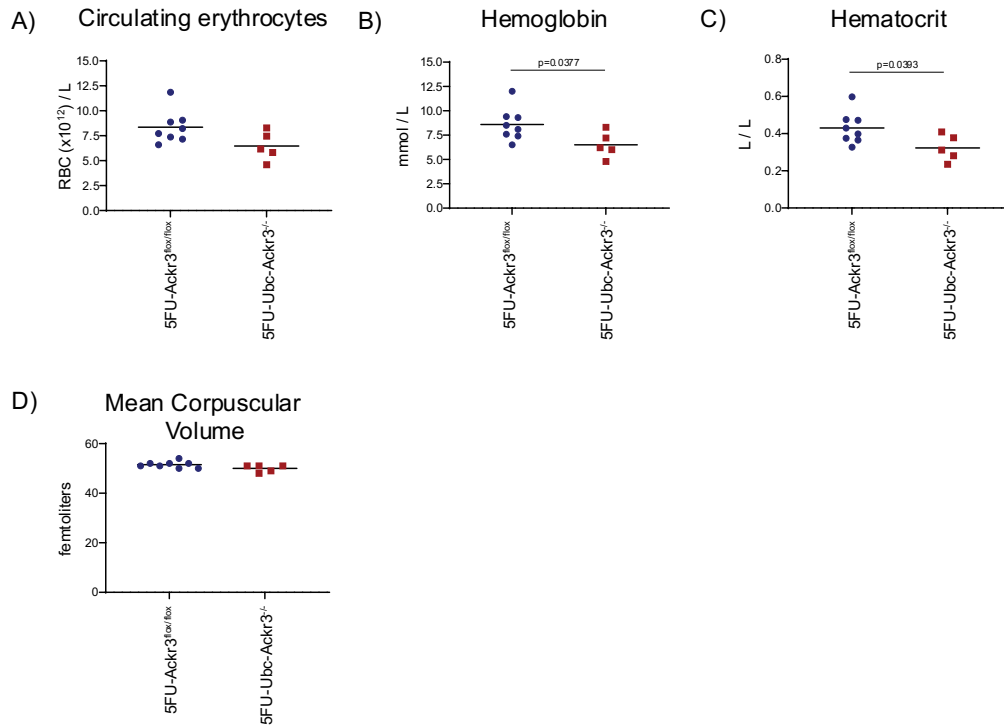 A) Circulating erythrocytes
RBC (x10¹²) / L
15.0
12.5
10.0
7.5
5.0
2.5
0.0
5FU-Ackr3flox/flox
5FU-Ubc-Ackr3-/-
B) Hemoglobin
p=0.0377
mmol / L
15.0
12.5
10.0
7.5
5.0
2.5
0.0
5FU-Ackr3flox/flox
5FU-Ubc-Ackr3-/-
C) Hematocrit
p=0.0393
L / L
0.8
0.6
0.4
0.2
0.0
5FU-Ackr3flox/flox
5FU-Ubc-Ackr3-/-
D) Mean Corpuscular
Volume
femtoliters
60
40
20
0
5FU-Ackr3flox/flox
5FU-Ubc-Ackr3-/-